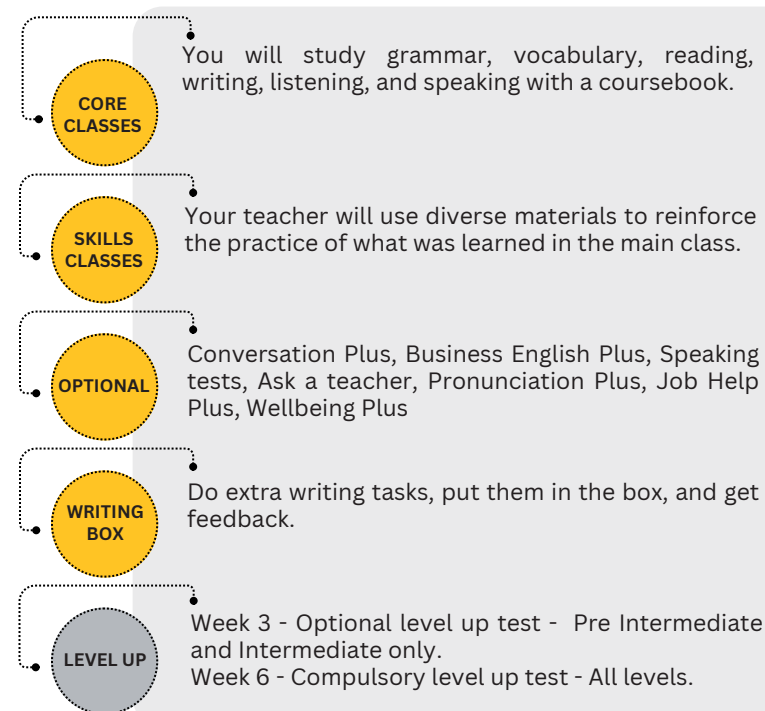 CORE
CLASSES
You will study grammar, vocabulary, reading,
writing, listening, and speaking with a coursebook.
SKILLS
CLASSES
Your teacher will use diverse materials to reinforce
the practice of what was learned in the main class.
OPTIONAL
Conversation Plus, Business English Plus, Speaking
tests, Ask a teacher, Pronunciation Plus, Job Help
Plus, Wellbeing Plus
WRITING
BOX
Do extra writing tasks, put them in the box, and get
feedback.
LEVEL UP
Week 3 - Optional level up test - Pre Intermediate
and Intermediate only.
Week 6 - Compulsory level up test - All levels.